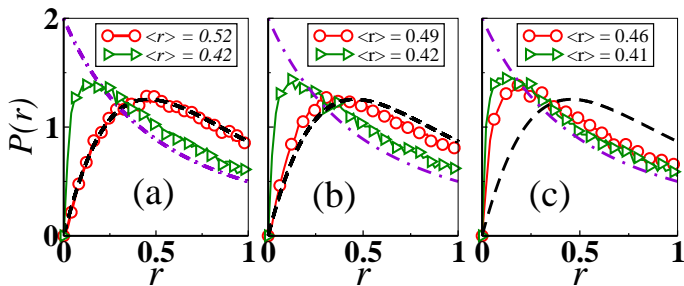 <r> = 0.52
<r> = 0.42
<r> = 0.49
<r> = 0.42
<r> = 0.46
<r> = 0.41
2
1
0
P(r)
(a)
(b)
(c)
0 0.5 1
0 0.5 1
0 0.5 1
r
r
r